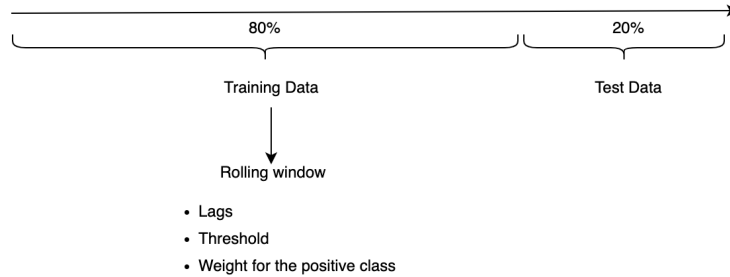 80%
20%
Training Data
Test Data
Rolling window
• Lags
• Threshold
• Weight for the positive class